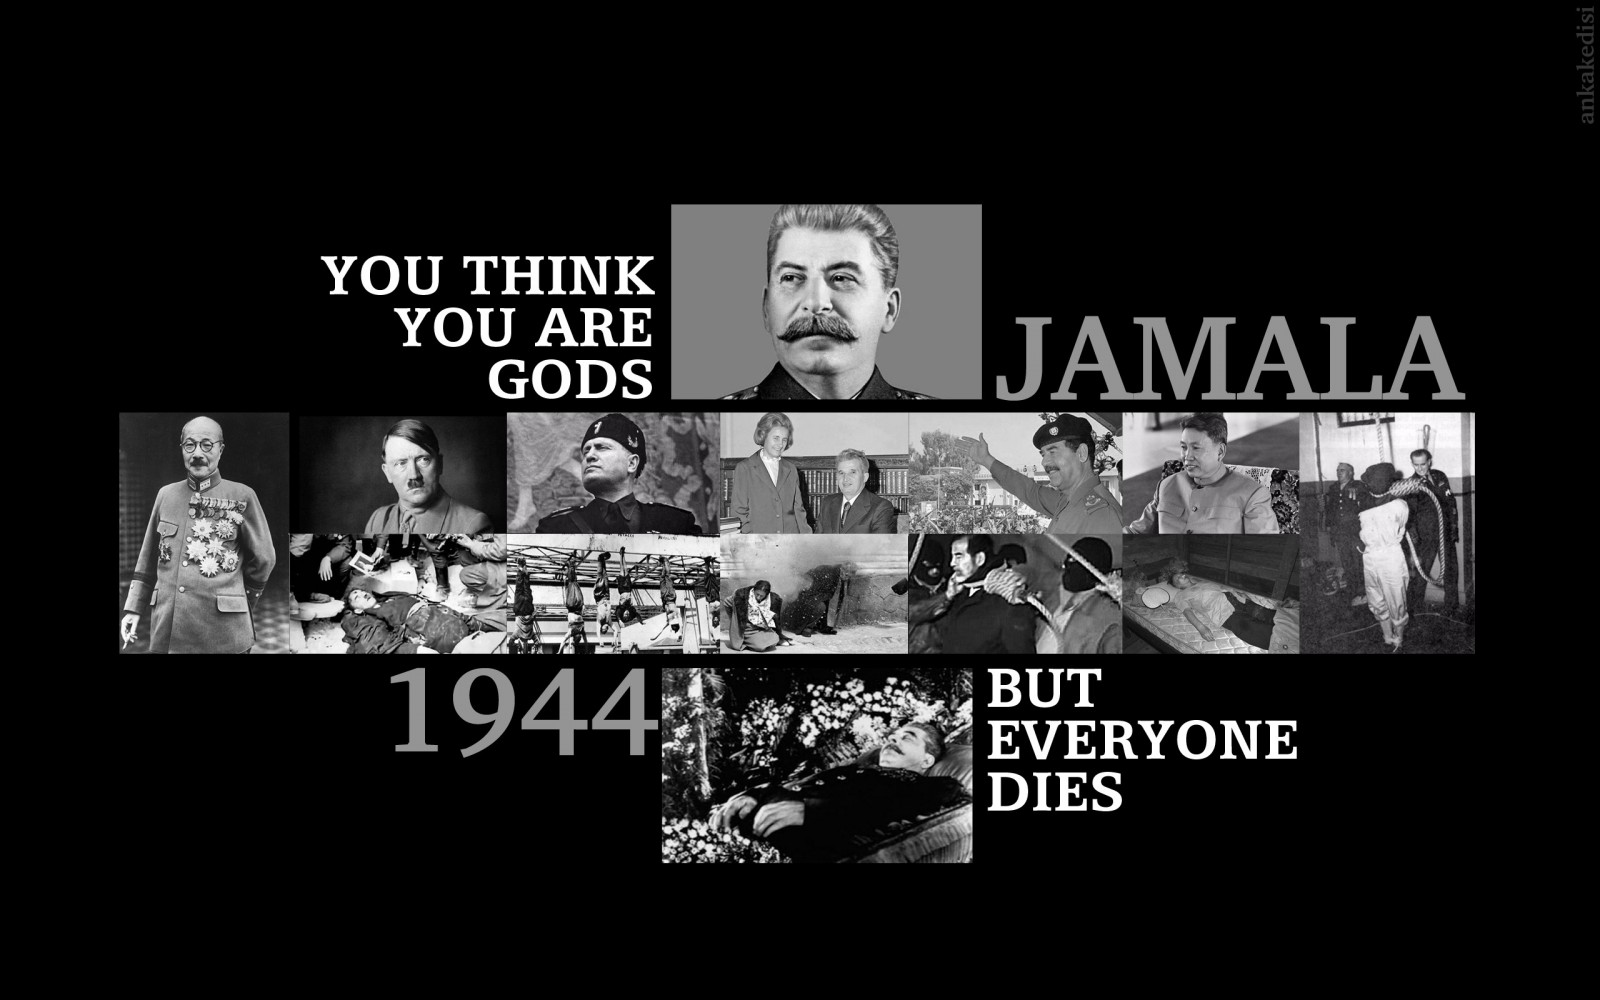 ankakedisi
YOU THINK
YOU ARE
GODS
JAMALA
1944
BUT
EVERYONE
DIES